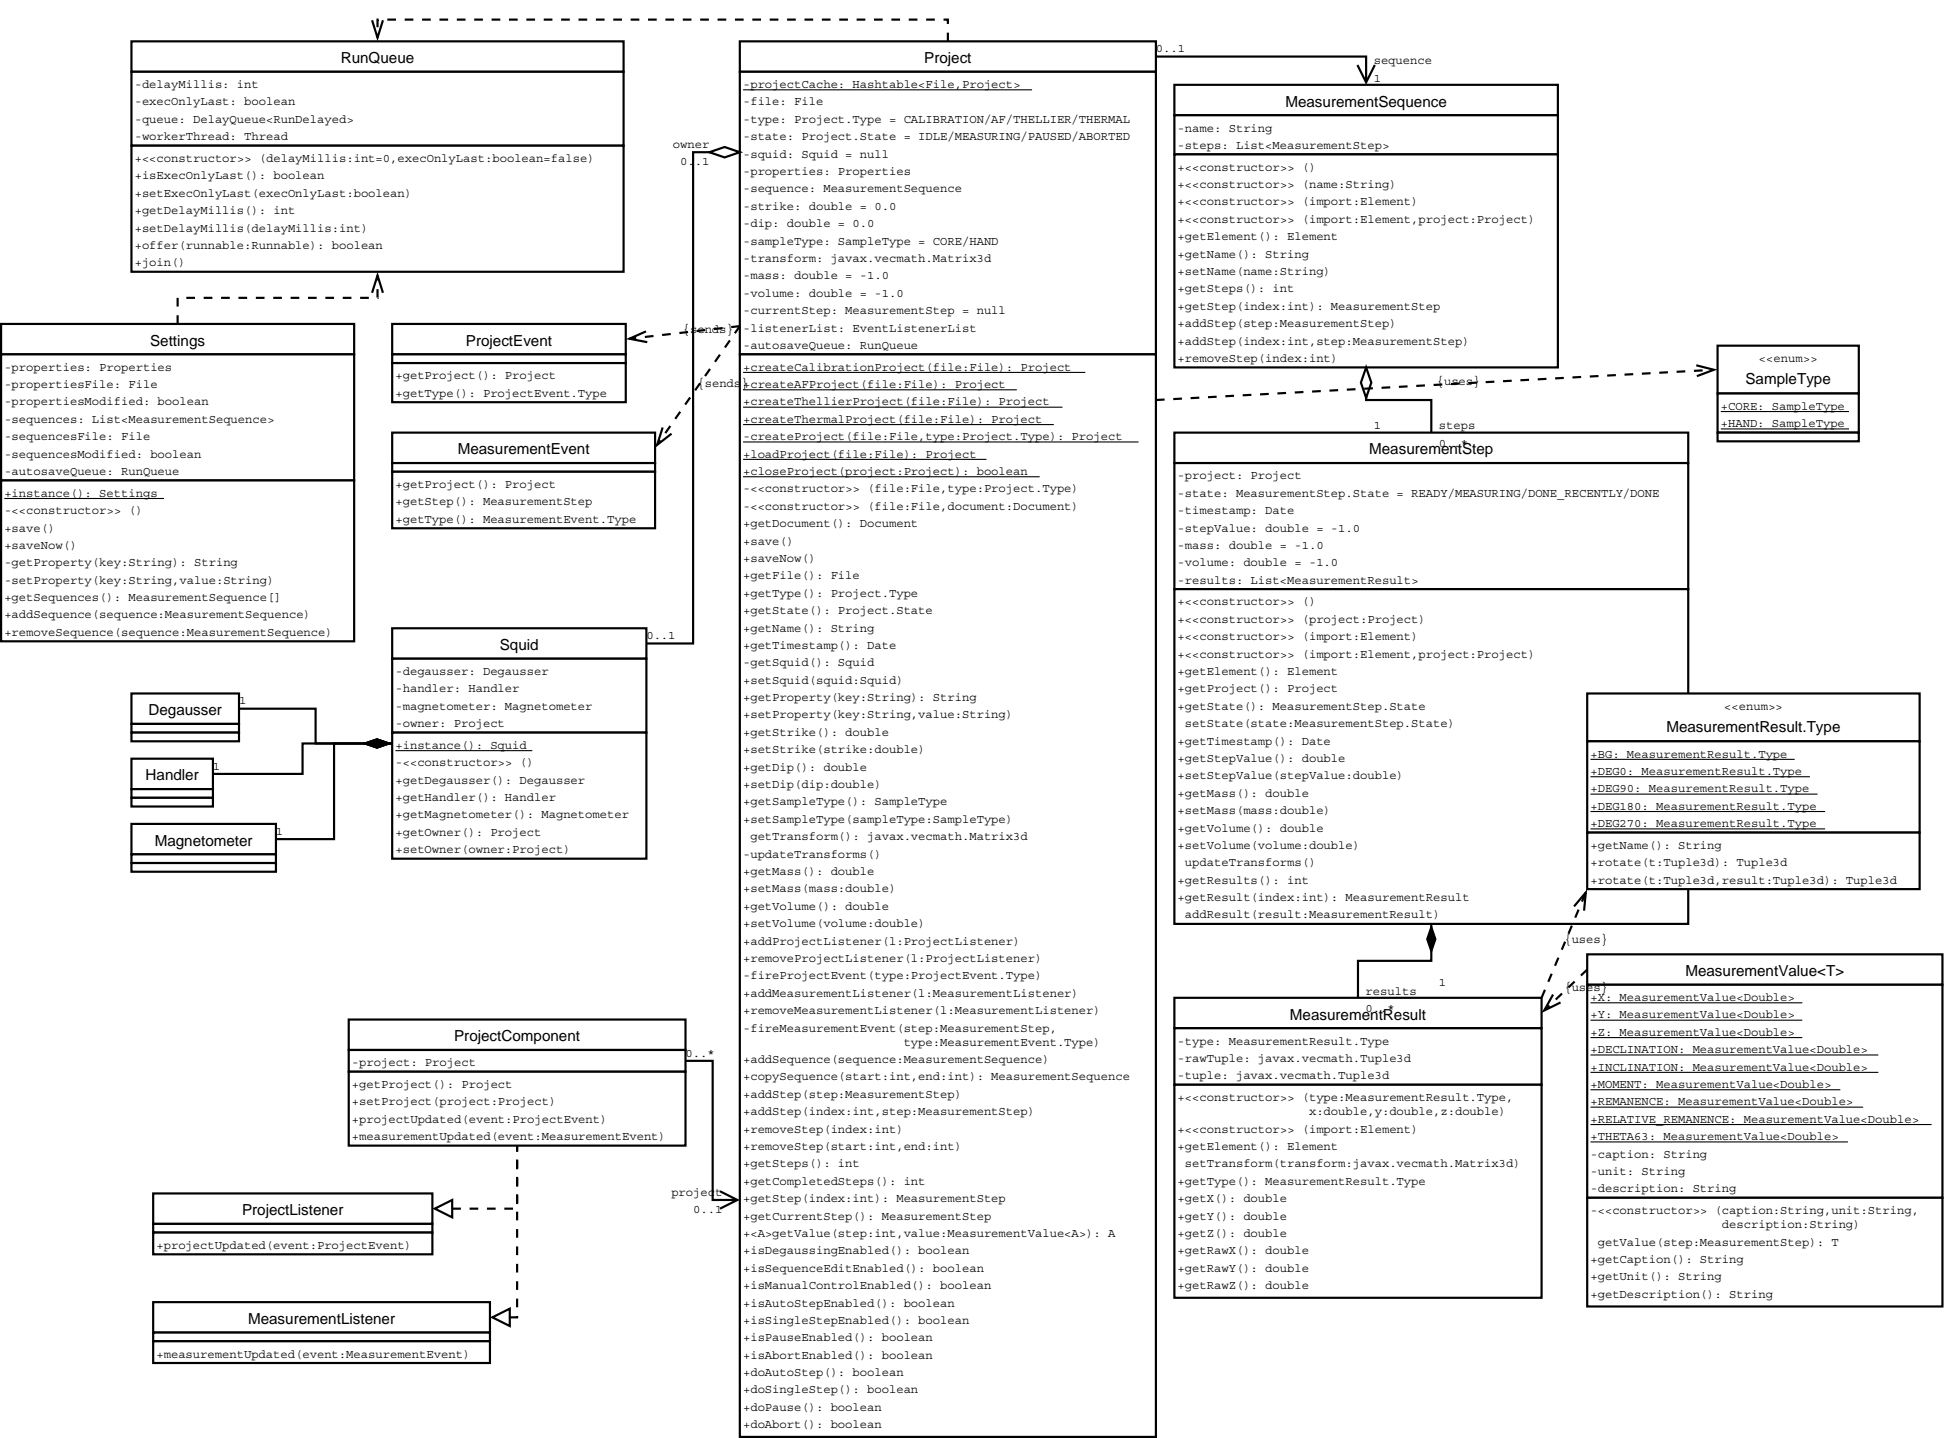 RunQueue
-delayMillis: int
-execOnlyLast: boolean
-queue: DelayQueue<RunDelayed>
-workerThread: Thread
+<<constructor>> (delayMillis:int=0,execOnlyLast:boolean=false)
+isExecOnlyLast(): boolean
+setExecOnlyLast(execOnlyLast:boolean)
+getDelayMillis(): int
+setDelayMillis(delayMillis:int)
+offer(runnable:Runnable): boolean
+join()
Settings
-properties: Properties
-propertiesFile: File
-propertiesModified: boolean
-sequences: List<MeasurementSequence>
-sequencesFile: File
-sequencesModified: boolean
-autosaveQueue: RunQueue
+instance(): Settings
-<<constructor>> ()
+save()
+saveNow()
-getProperty(key:String): String
-setProperty(key:String,value:String)
+getSequences(): MeasurementSequence[]
+addSequence(sequence:MeasurementSequence)
+removeSequence(sequence:MeasurementSequence)
ProjectEvent
+getProject(): Project
+getType(): ProjectEvent.Type
{sends}
MeasurementEvent
+getProject(): Project
+getStep(): MeasurementStep
+getType(): MeasurementEvent.Type
{sends}
owner
0..1
0..1
Squid
-degausser: Degausser
-handler: Handler
-magnetometer: Magnetometer
-owner: Project
+instance(): Squid
-<<constructor>> ()
+getDegausser(): Degausser
+getHandler(): Handler
+getMagnetometer(): Magnetometer
+getOwner(): Project
+setOwner(owner:Project)
Degausser
1
Handler
1
Magnetometer
1
ProjectComponent
-project: Project
+getProject(): Project
+setProject(project:Project)
+projectUpdated(event:ProjectEvent)
+measurementUpdated(event:MeasurementEvent)
0..*
project
0..1
ProjectListener
+projectUpdated(event:ProjectEvent)
MeasurementListener
+measurementUpdated(event:MeasurementEvent)
Project
-projectCache: Hashtable<File,Project>
-file: File
-type: Project.Type = CALIBRATION/AF/THELLIER/THERMAL
-state: Project.State = IDLE/MEASURING/PAUSED/ABORTED
-squid: Squid = null
-properties: Properties
-sequence: MeasurementSequence
-strike: double = 0.0
-dip: double = 0.0
-sampleType: SampleType = CORE/HAND
-transform: javax.vecmath.Matrix3d
-mass: double = -1.0
-volume: double = -1.0
-currentStep: MeasurementStep = null
-listenerList: EventListenerList
-autosaveQueue: RunQueue
+createCalibrationProject(file:File): Project
+createAFProject(file:File): Project
+createThellierProject(file:File): Project
+createThermalProject(file:File): Project
-createProject(file:File,type:Project.Type): Project
+loadProject(file:File): Project
+closeProject(project:Project): boolean
-<<constructor>> (file:File,type:Project.Type)
-<<constructor>> (file:File,document:Document)
+getDocument(): Document
+save()
+saveNow()
+getFile(): File
+getType(): Project.Type
+getState(): Project.State
+getName(): String
+getTimestamp(): Date
-getSquid(): Squid
+setSquid(squid:Squid)
+getProperty(key:String): String
+setProperty(key:String,value:String)
+getStrike(): double
+setStrike(strike:double)
+getDip(): double
+setDip(dip:double)
+getSampleType(): SampleType
+setSampleType(sampleType:SampleType)
getTransform(): javax.vecmath.Matrix3d
-updateTransforms()
+getMass(): double
+setMass(mass:double)
+getVolume(): double
+setVolume(volume:double)
+addProjectListener(l:ProjectListener)
+removeProjectListener(l:ProjectListener)
-fireProjectEvent(type:ProjectEvent.Type)
+addMeasurementListener(l:MeasurementListener)
+removeMeasurementListener(l:MeasurementListener)
-fireMeasurementEvent(step:MeasurementStep,
type:MeasurementEvent.Type)
+addSequence(sequence:MeasurementSequence)
+copySequence(start:int,end:int): MeasurementSequence
+addStep(step:MeasurementStep)
+addStep(index:int,step:MeasurementStep)
+removeStep(index:int)
+removeStep(start:int,end:int)
+getSteps(): int
+getCompletedSteps(): int
+getStep(index:int): MeasurementStep
+getCurrentStep(): MeasurementStep
+<A>getValue(step:int,value:MeasurementValue<A>): A
+isDegaussingEnabled(): boolean
+isSequenceEditEnabled(): boolean
+isManualControlEnabled(): boolean
+isAutoStepEnabled(): boolean
+isSingleStepEnabled(): boolean
+isPauseEnabled(): boolean
+isAbortEnabled(): boolean
+doAutoStep(): boolean
+doSingleStep(): boolean
+doPause(): boolean
+doAbort(): boolean
0..1
sequence
1
MeasurementSequence
-name: String
-steps: List<MeasurementStep>
+<<constructor>> ()
+<<constructor>> (name:String)
+<<constructor>> (import:Element)
+<<constructor>> (import:Element,project:Project)
+getElement(): Element
+getName(): String
+setName(name:String)
+getSteps(): int
+getStep(index:int): MeasurementStep
+addStep(step:MeasurementStep)
+addStep(index:int,step:MeasurementStep)
+removeStep(index:int)
{uses}
<<enum>>
SampleType
+CORE: SampleType
+HAND: SampleType
1
steps
0..*
MeasurementStep
-project: Project
-state: MeasurementStep.State = READY/MEASURING/DONE_RECENTLY/DONE
-timestamp: Date
-stepValue: double = -1.0
-mass: double = -1.0
-volume: double = -1.0
-results: List<MeasurementResult>
+<<constructor>> ()
+<<constructor>> (project:Project)
+<<constructor>> (import:Element)
+<<constructor>> (import:Element,project:Project)
+getElement(): Element
+getProject(): Project
+getState(): MeasurementStep.State
setState(state:MeasurementStep.State)
+getTimestamp(): Date
+getStepValue(): double
+setStepValue(stepValue:double)
+getMass(): double
+setMass(mass:double)
+getVolume(): double
+setVolume(volume:double)
updateTransforms()
+getResults(): int
+getResult(index:int): MeasurementResult
addResult(result:MeasurementResult)
<<enum>>
MeasurementResult.Type
+BG: MeasurementResult.Type
+DEG0: MeasurementResult.Type
+DEG90: MeasurementResult.Type
+DEG180: MeasurementResult.Type
+DEG270: MeasurementResult.Type
+getName(): String
+rotate(t:Tuple3d): Tuple3d
+rotate(t:Tuple3d,result:Tuple3d): Tuple3d
{uses}
{uses}
1
results
0..*
MeasurementResult
-type: MeasurementResult.Type
-rawTuple: javax.vecmath.Tuple3d
-tuple: javax.vecmath.Tuple3d
+<<constructor>> (type:MeasurementResult.Type,
x:double,y:double,z:double)
+<<constructor>> (import:Element)
+getElement(): Element
setTransform(transform:javax.vecmath.Matrix3d)
+getType(): MeasurementResult.Type
+getX(): double
+getY(): double
+getZ(): double
+getRawX(): double
+getRawY(): double
+getRawZ(): double
MeasurementValue<T>
+X: MeasurementValue<Double>
+Y: MeasurementValue<Double>
+Z: MeasurementValue<Double>
+DECLINATION: MeasurementValue<Double>
+INCLINATION: MeasurementValue<Double>
+MOMENT: MeasurementValue<Double>
+REMANENCE: MeasurementValue<Double>
+RELATIVE_REMANENCE: MeasurementValue<Double>
+THETA63: MeasurementValue<Double>
-caption: String
-unit: String
-description: String
-<<constructor>> (caption:String,unit:String,
description:String)
getValue(step:MeasurementStep): T
+getCaption(): String
+getUnit(): String
+getDescription(): String